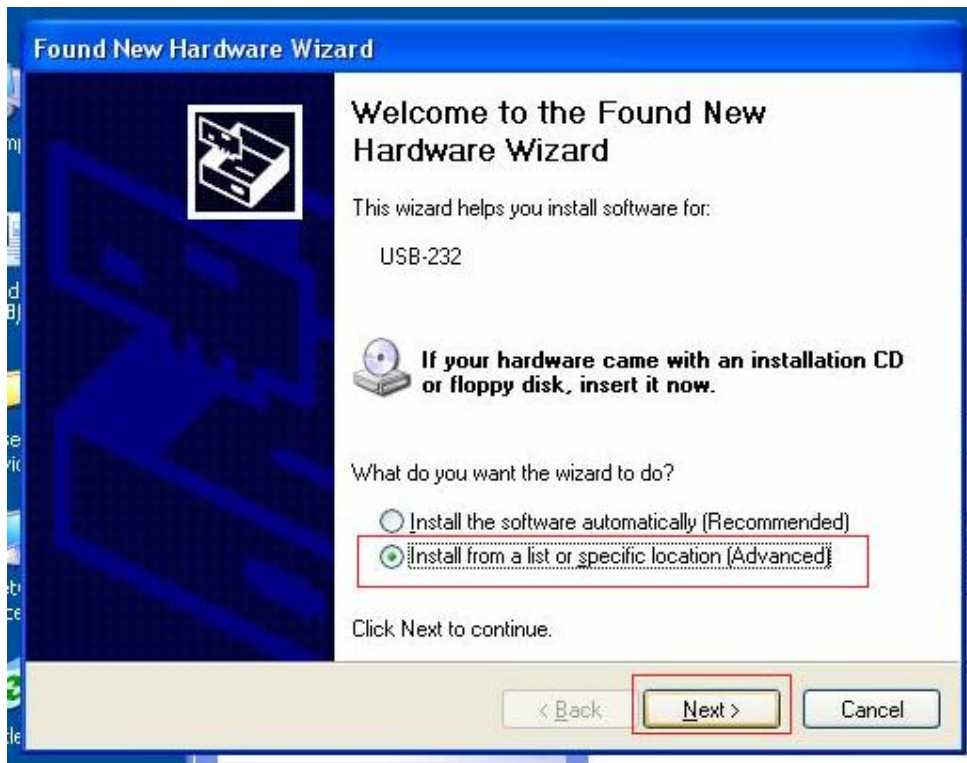 Found New Hardware Wizard
Welcome to the Found New
Hardware Wizard
This wizard helps you install software for:
USB-232
If your hardware came with an installation CD
or floppy disk, insert it now.
What do you want the wizard to do?
Install the software automatically (Recommended)
Install from a list or specific location (Advanced)
Click Next to continue.
< Back
Next >
Cancel